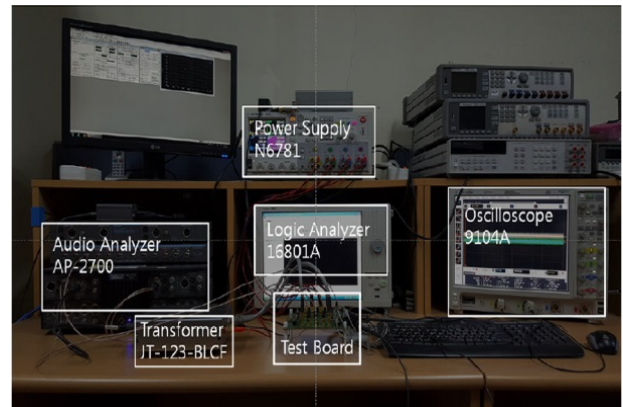 Power Supply
N6781
Oscilloscope
9104A
Logic Analyzer
16801A
Audio Analyzer
AP-2700
Transformer
JT-123-BLCF
Test Board